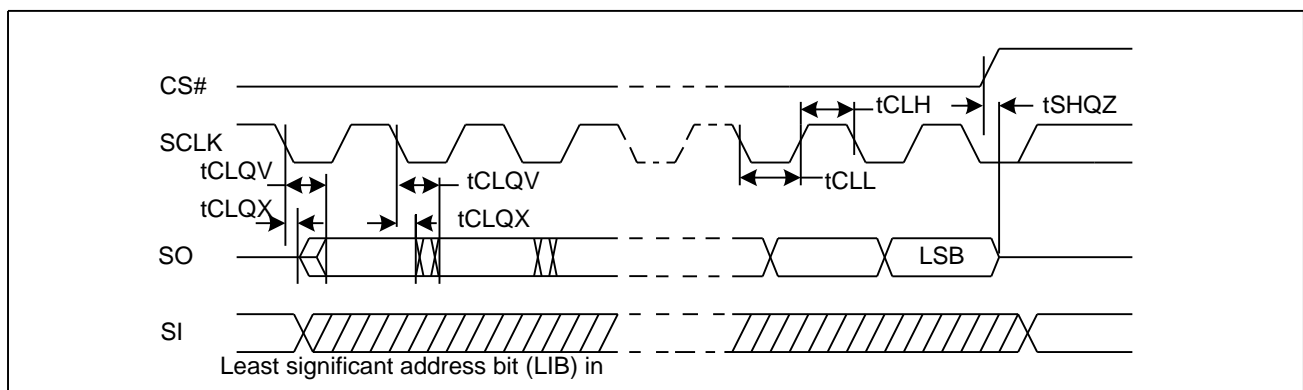 CS#
tCLH
tSHQZ
SCLK
tCLQV
tCLQV
tCLL
tCLQX
tCLQX
SO
LSB
SI
Least significant address bit (LIB) in